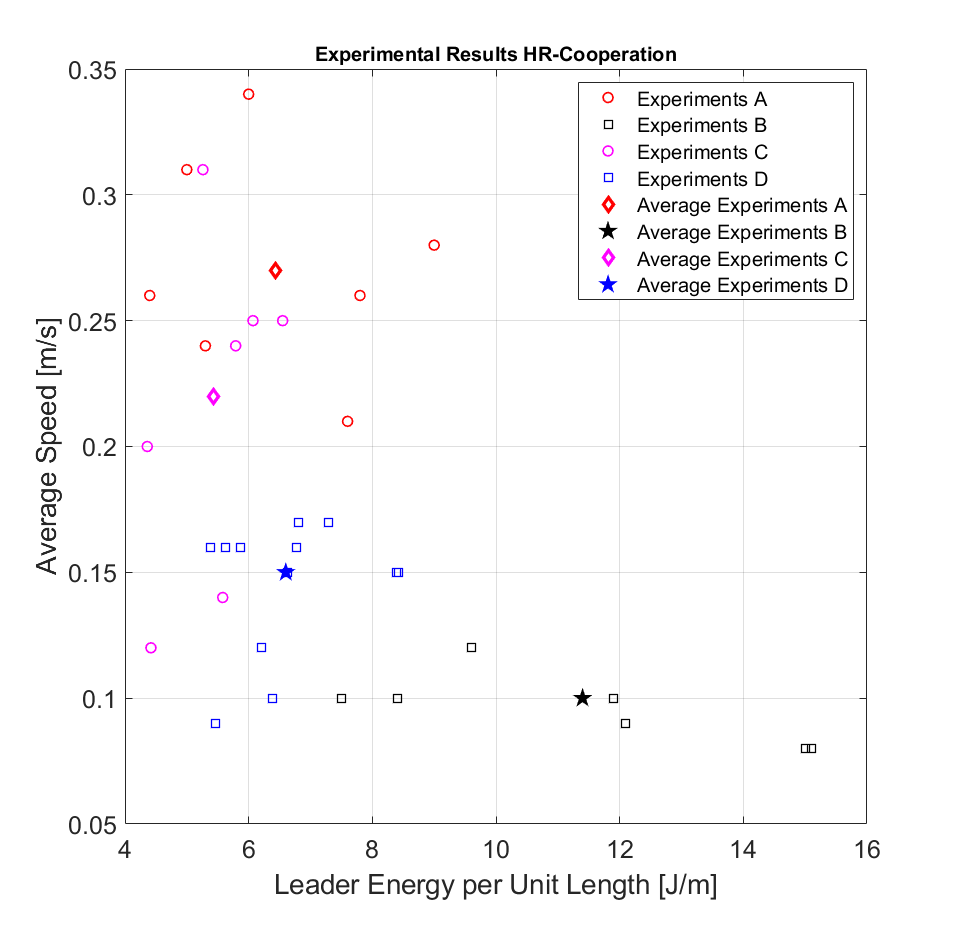 Experimental Results HR-Cooperation
0.35
0.3
0.25
0.2
0.15
0.1
0.05
Average Speed [m/s]
Experiments A
Experiments B
Experiments C
Experiments D
Average Experiments A
Average Experiments B
Average Experiments C
Average Experiments D
4 6 8 10 12 14 16
Leader Energy per Unit Length [J/m]